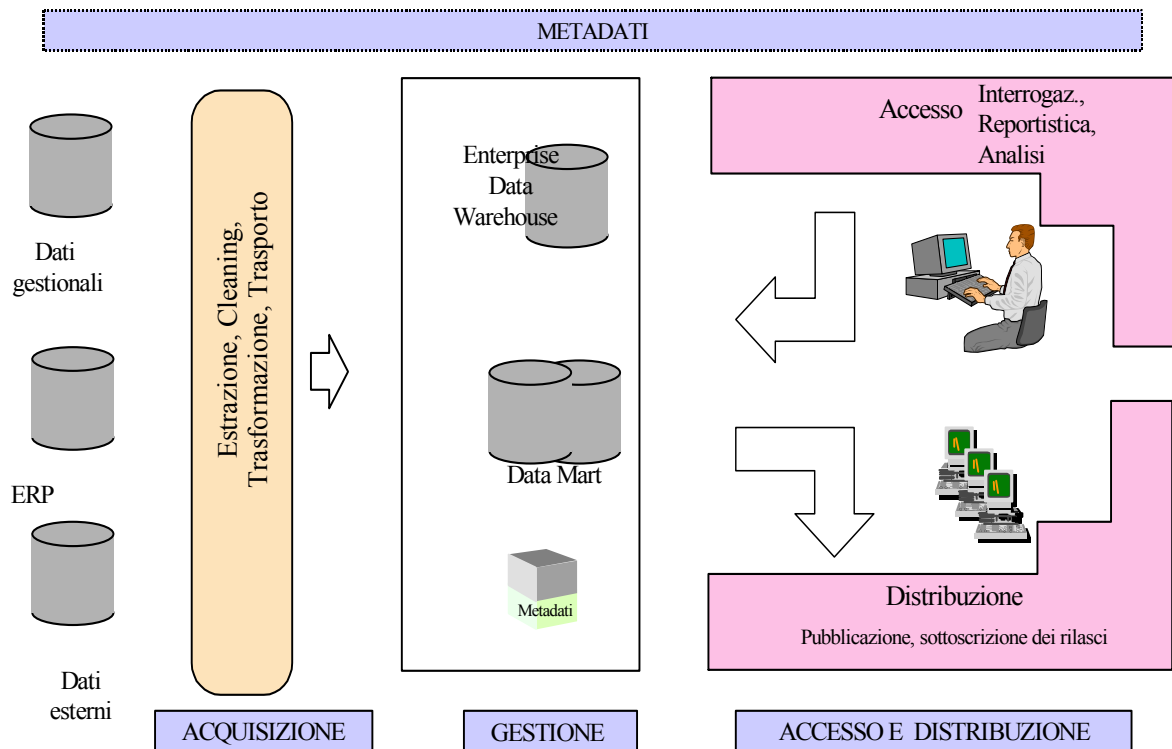 METADATI
Dati
gestionali
ERP
Dati
esterni
Estrazione, Cleaning,
Trasformazione, Trasporto
Enterprise
Data
Warehouse
Data Mart
Metadati
Accesso
Interrogaz.,
Reportistica,
Analisi
Distribuzione
Pubblicazione, sottoscrizione dei rilasci
ACQUISIZIONE
GESTIONE
ACCESSO E DISTRIBUZIONE